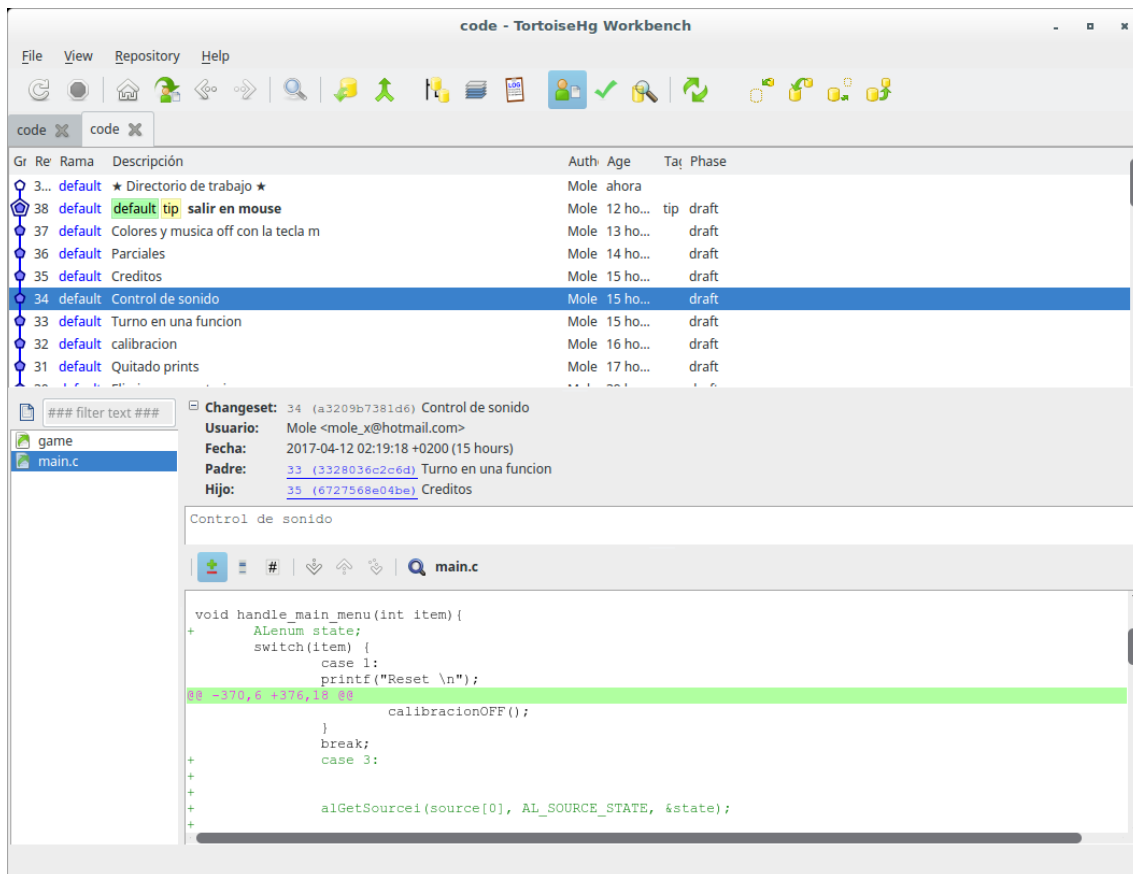 code - TortoiseHg Workbench
File View Repository Help
LOG
code code
Gr Re Rama Descripción Auth Age Tag Phase
3... default ★ Directorio de trabajo ★ Mole ahora
38 default default tip salir en mouse Mole 12 ho... tip draft
37 default Colores y musica off con la tecla m Mole 13 ho... draft
36 default Parciales Mole 14 ho... draft
35 default Creditos Mole 15 ho... draft
34 default Control de sonido Mole 15 ho... draft
33 default Turno en una funcion Mole 15 ho... draft
32 default calibracion Mole 16 ho... draft
31 default Quitado prints Mole 17 ho... draft
### filter text ###
game
main.c
Changeset: 34 (a3209b7381d6) Control de sonido
Usuario: Mole <mole_x@hotmail.com>
Fecha: 2017-04-12 02:19:18 +0200 (15 hours)
Padre: 33 (3328036c2c6d) Turno en una funcion
Hijo: 35 (6727568e04be) Creditos
Control de sonido
# main.c
void handle_main_menu(int item){
+ ALenum state;
switch(item) {
case 1:
printf("Reset \n");
@@ -370,6 +376,18 @@
calibracionOFF();
}
break;
+ case 3:
+
+
+ alGetSourcei(source[0], AL_SOURCE_STATE, &state);
+